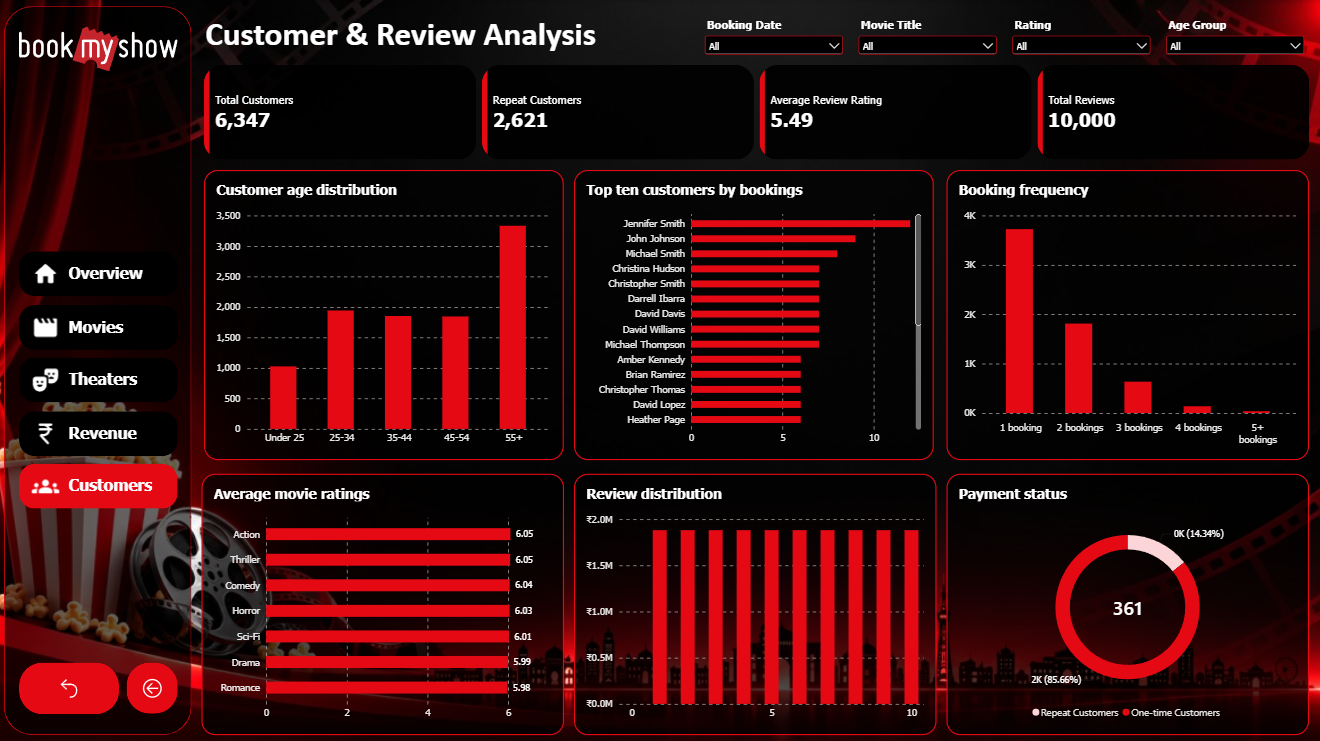 book my show
Customer & Review Analysis
Booking Date
Movie Title
Rating
Age Group
All
All
All
All
Total Customers
6,347
Repeat Customers
2,621
Average Review Rating
5.49
Total Reviews
10,000
Overview
Movies
Theaters
Revenue
Customers
Customer age distribution
3,500
3,000
2,500
2,000
1,500
1,000
500
0
Under 25
25-34
35-44
45-54
55+
Top ten customers by bookings
Jennifer Smith
John Johnson
Michael Smith
Christina Hudson
Christopher Smith
Darrell Ibarra
David Davis
David Williams
Michael Thompson
Amber Kennedy
Brian Ramirez
Christopher Thomas
David Lopez
Heather Page
0
5
10
Booking frequency
4K
3K
2K
1K
0K
1 booking
2 bookings
3 bookings
4 bookings
5+
bookings
Average movie ratings
Action 6.05
Thriller 6.05
Comedy 6.04
Horror 6.03
Sci-Fi 6.01
Drama 5.99
Romance 5.98
0
2
4
6
Review distribution
₹2.0M
₹1.5M
₹1.0M
₹0.5M
₹0.0M
0
5
10
Payment status
0K (14.34%)
361
2K (85.66%)
Repeat Customers
One-time Customers